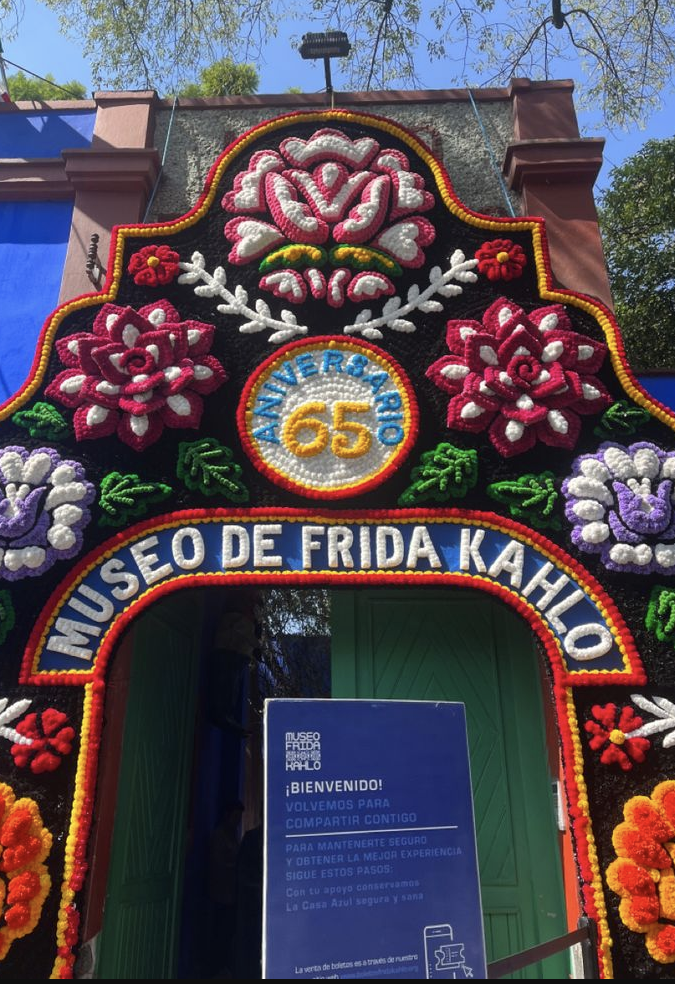 ANIVERSARIO
65
MUSEO DE FRIDA KAHLO
MUSEO
FRIDA
KAHLO
¡BIENVENIDO!
VOLVEMOS PARA
COMPARTIR CONTIGO
PARA MANTENERTE SEGURO
Y OBTENER LA MEJOR EXPERIENCIA
SIGUE ESTOS PASOS:
Con tu apoyo conservamos
La Casa Azul segura y sana
La venta de boletos es a través de nuestro